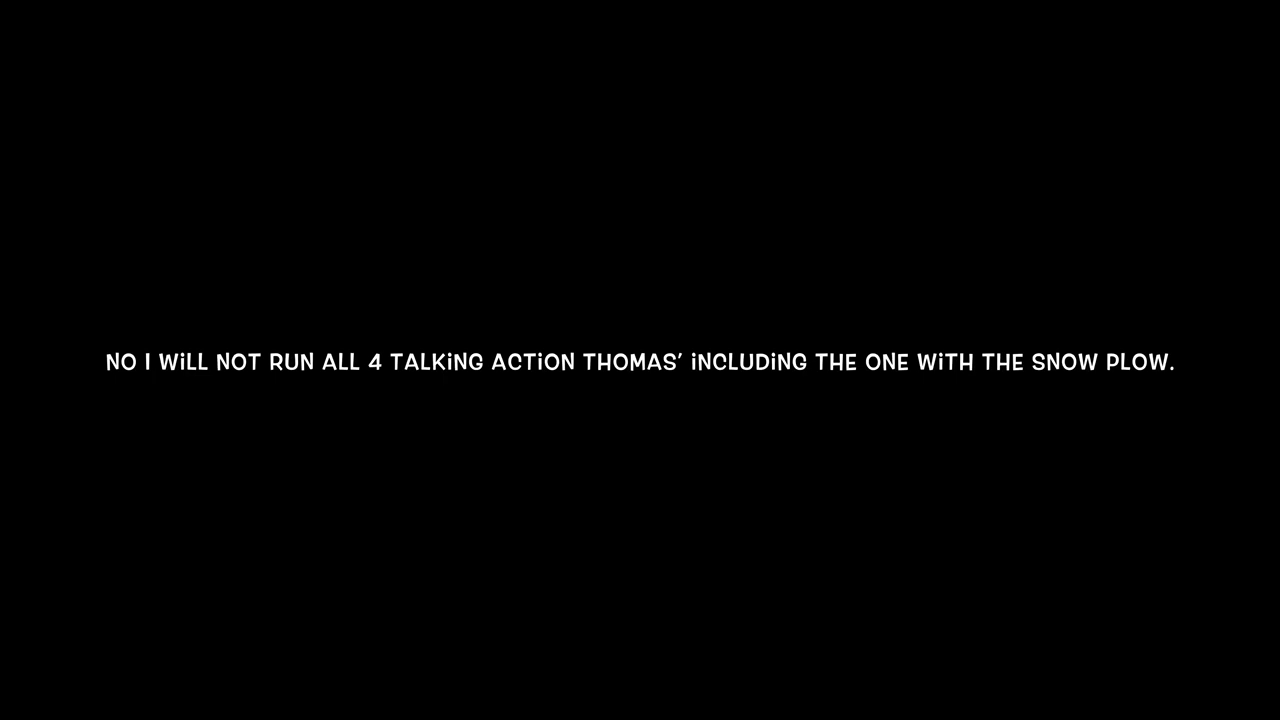 NO I WiLL NOT RUN ALL 4 TALKiNG ACTiON THOMAS’ iNCLUDiNG THE ONE WiTH THE SNOW PLOW.